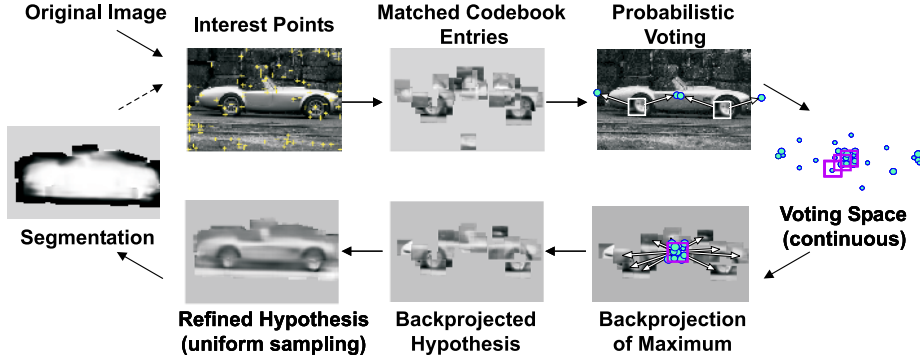 Original Image
Interest Points
Matched Codebook
Entries
Probabilistic
Voting
Voting Space
(continuous)
Backprojection
of Maximum
Backprojected
Hypothesis
Refined Hypothesis
(uniform sampling)
Segmentation